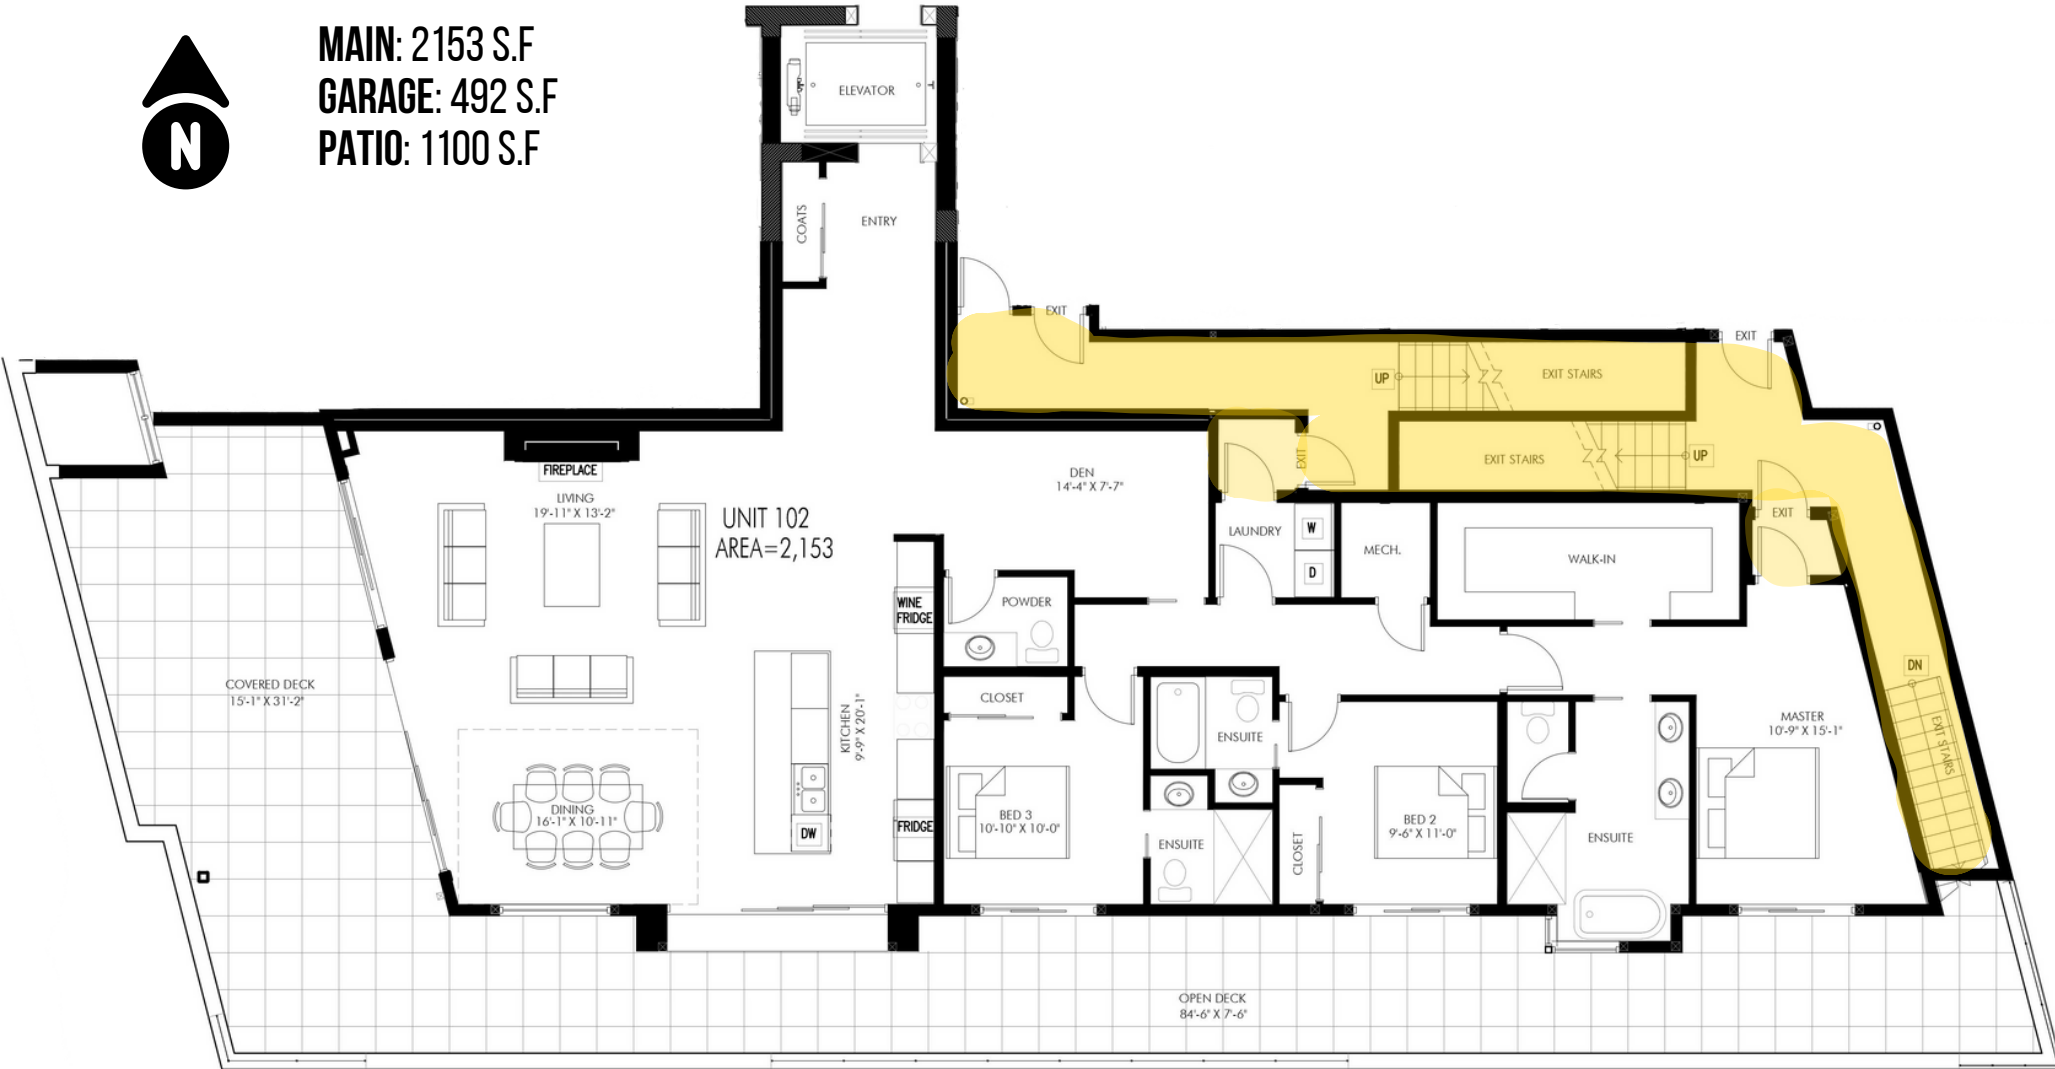 MAIN: 2153 S.F
GARAGE: 492 S.F
PATIO: 1100 S.F
N
ELEVATOR
COATS
ENTRY
EXIT
EXIT
UP
EXIT STAIRS
EXIT STAIRS
UP
EXIT
EXIT
FIREPLACE
LIVING
19'-11" X 13'-2"
UNIT 102
AREA=2,153
DEN
14'-4" X 7'-7"
LAUNDRY
W
D
MECH.
WALK-IN
WINE
FRIDGE
POWDER
COVERED DECK
15'-1" X 31'-2"
CLOSET
KITCHEN
9'-9" X 20'-1"
ENSUITE
DN
EXIT STAIRS
MASTER
10'-9" X 15'-1"
DINING
16'-1" X 10'-11"
DW
FRIDGE
BED 3
10'-10" X 10'-0"
ENSUITE
CLOSET
BED 2
9'-6" X 11'-0"
ENSUITE
OPEN DECK
84'-6" X 7'-6"